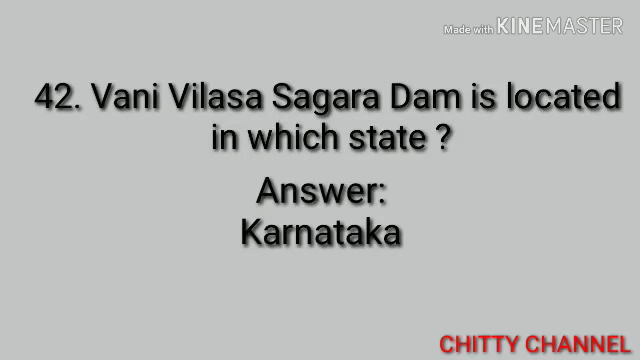 Made with KINEMASTER
42. Vani Vilasa Sagara Dam is located
in which state ?
Answer:
Karnataka
CHITTY CHANNEL